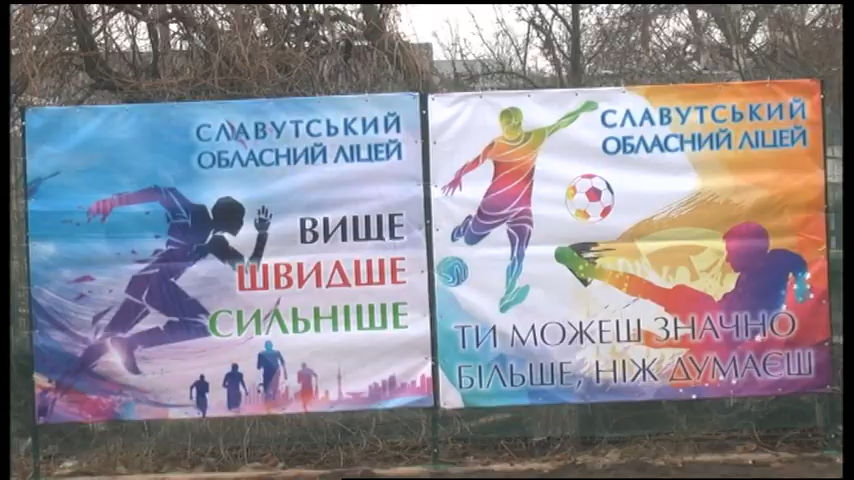 СЛАВУТСЬКИЙ
ОБЛАСНИЙ ЛІЦЕЙ
ВИЩЕ
ШВИДШЕ
СИЛЬНІШЕ
СЛАВУТСЬКИЙ
ОБЛАСНИЙ ЛІЦЕЙ
ТИ МОЖЕШ ЗНАЧНО
БІЛЬШЕ, НІЖ ДУМАЄШ